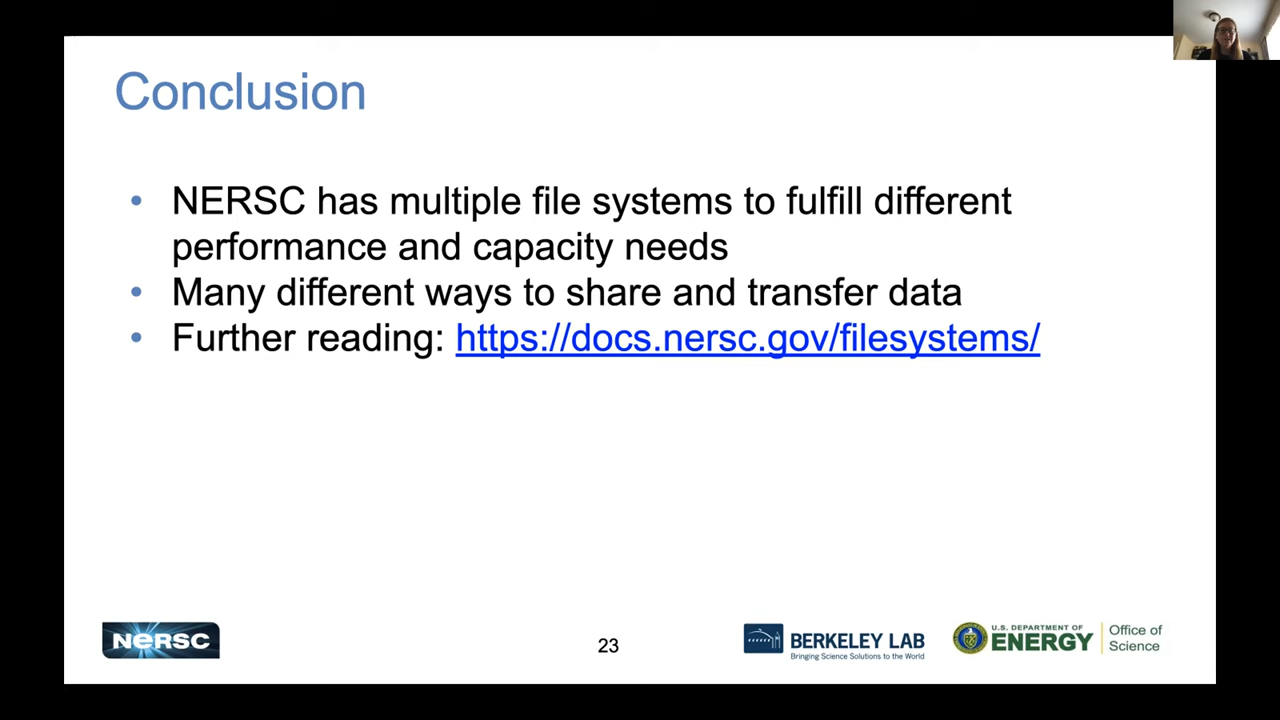 Conclusion
• NERSC has multiple file systems to fulfill different
performance and capacity needs
• Many different ways to share and transfer data
• Further reading: https://docs.nersc.gov/filesystems/
NERSC
23
BERKELEY LAB
Bringing Science Solutions to the World
U.S. DEPARTMENT OF
ENERGY
Office of
Science